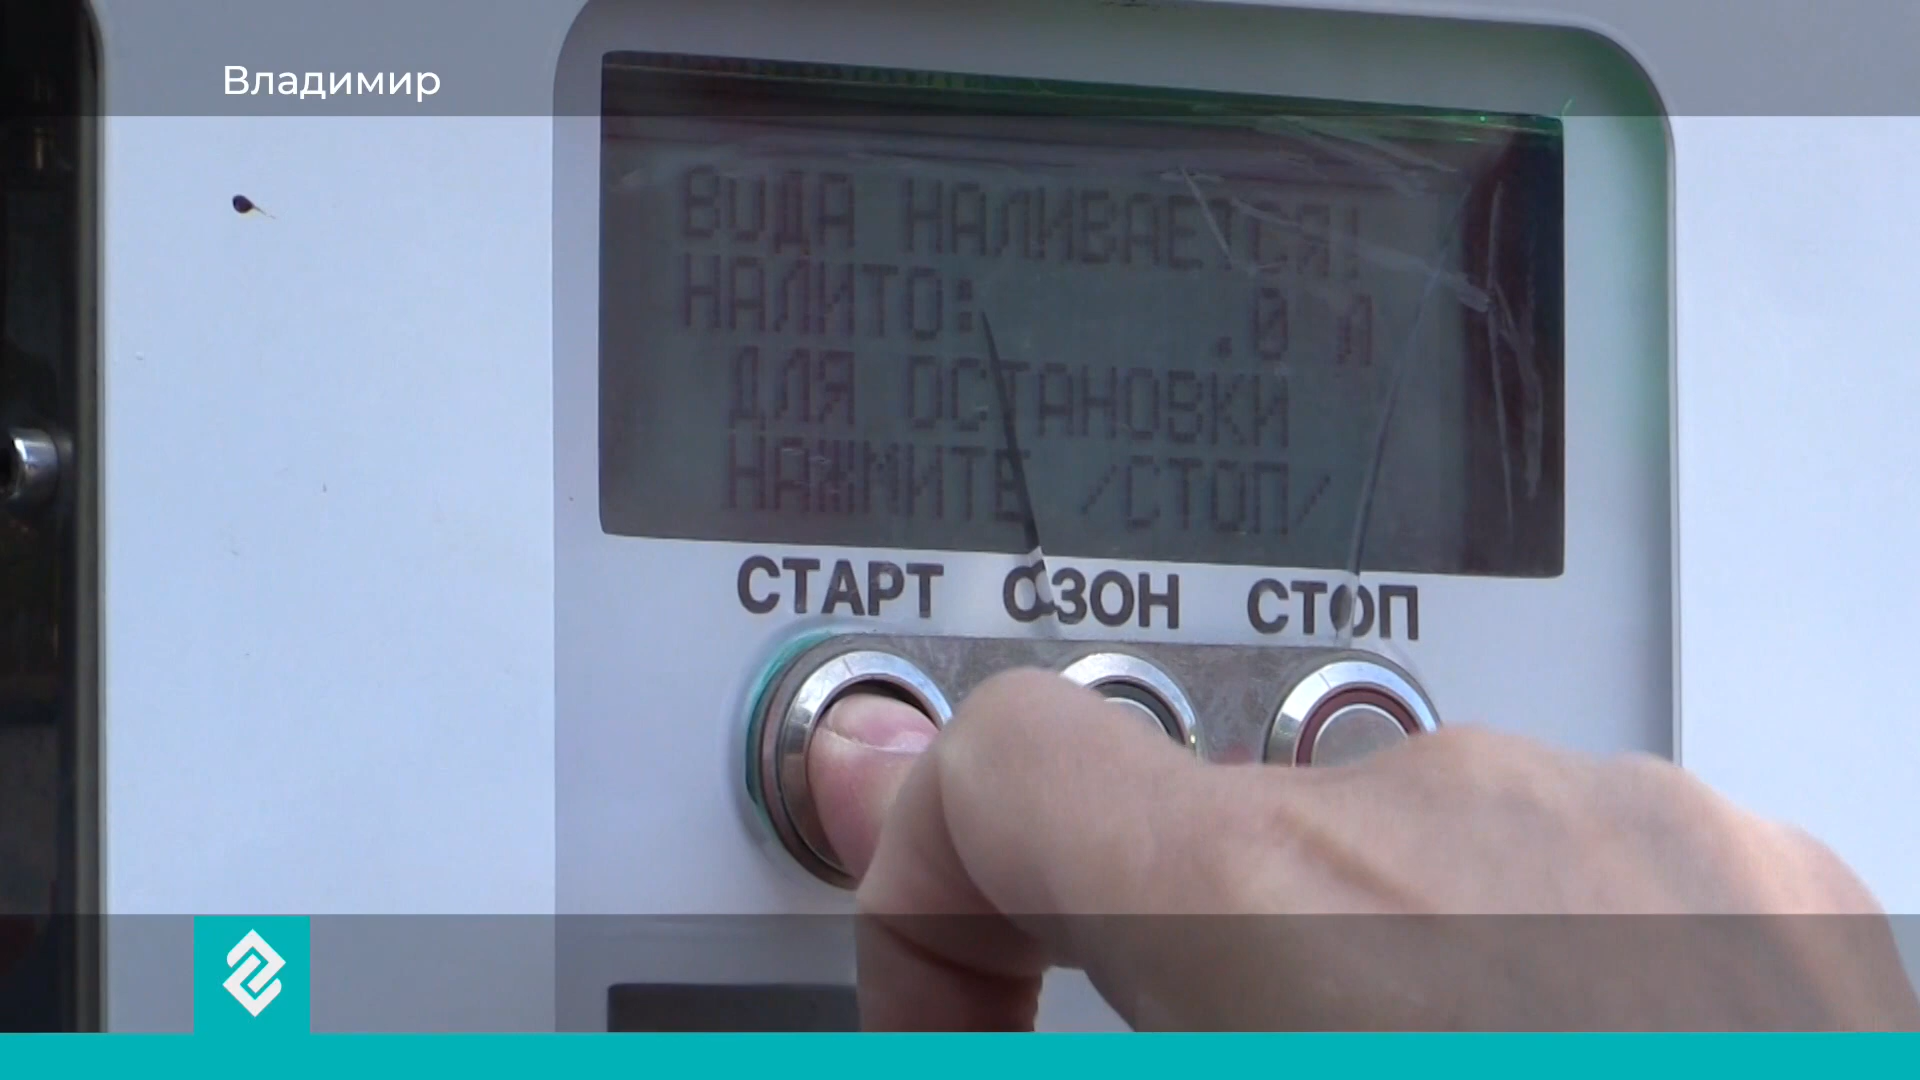 Владимир
ВОДА НАЛИВАЕТСЯ!
НАЛИТО: .0 л
ДЛЯ ОСТАНОВКИ
НАЖМИТЕ /СТОП/
СТАРТ ОЗОН СТОП